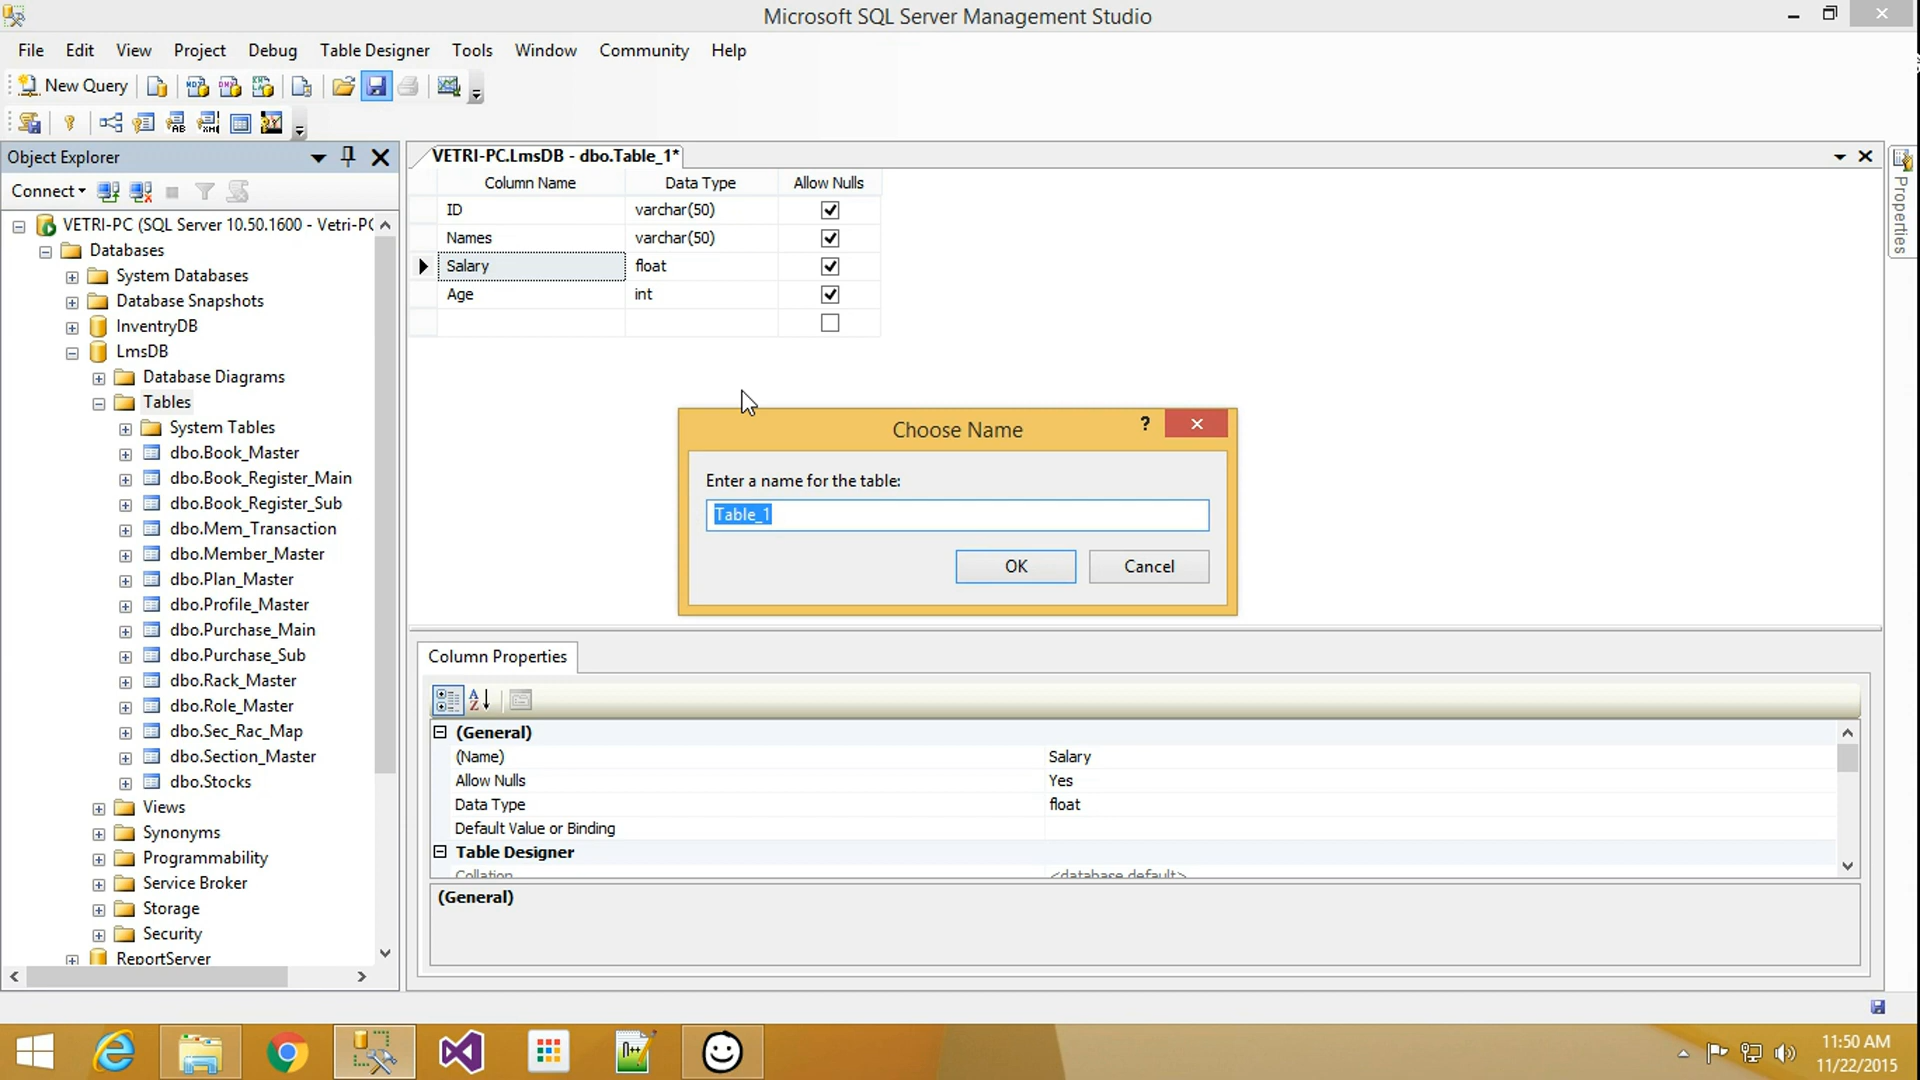 Microsoft SQL Server Management Studio
File Edit View Project Debug Table Designer Tools Window Community Help
New Query
Object Explorer
Connect
VETRI-PC (SQL Server 10.50.1600 - Vetri-PC
Databases
System Databases
Database Snapshots
InventryDB
LmsDB
Database Diagrams
Tables
System Tables
dbo.Book_Master
dbo.Book_Register_Main
dbo.Book_Register_Sub
dbo.Mem_Transaction
dbo.Member_Master
dbo.Plan_Master
dbo.Profile_Master
dbo.Purchase_Main
dbo.Purchase_Sub
dbo.Rack_Master
dbo.Role_Master
dbo.Sec_Rac_Map
dbo.Section_Master
dbo.Stocks
Views
Synonyms
Programmability
Service Broker
Storage
Security
ReportServer
VETRI-PC.LmsDB - dbo.Table_1*
Column Name Data Type Allow Nulls
ID varchar(50)
Names varchar(50)
Salary float
Age int
Choose Name
?
Enter a name for the table:
Table_1
OK Cancel
Column Properties
(General)
(Name) Salary
Allow Nulls Yes
Data Type float
Default Value or Binding
Table Designer
Collation <database default>
(General)
Properties
11:50 AM
11/22/2015